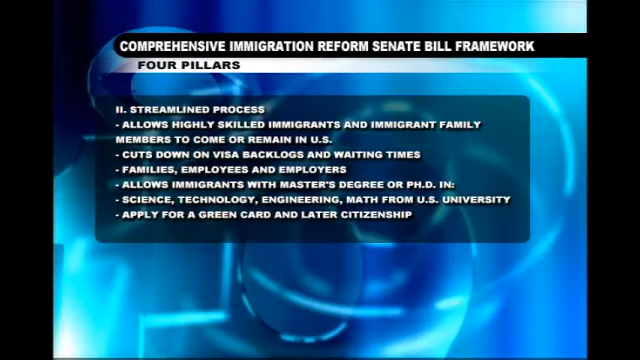 COMPREHENSIVE IMMIGRATION REFORM SENATE BILL FRAMEWORK
FOUR PILLARS
II. STREAMLINED PROCESS
- ALLOWS HIGHLY SKILLED IMMIGRANTS AND IMMIGRANT FAMILY
MEMBERS TO COME OR REMAIN IN U.S.
- CUTS DOWN ON VISA BACKLOGS AND WAITING TIMES
- FAMILIES, EMPLOYEES AND EMPLOYERS
- ALLOWS IMMIGRANTS WITH MASTER'S DEGREE OR PH.D. IN:
- SCIENCE, TECHNOLOGY, ENGINEERING, MATH FROM U.S. UNIVERSITY
- APPLY FOR A GREEN CARD AND LATER CITIZENSHIP